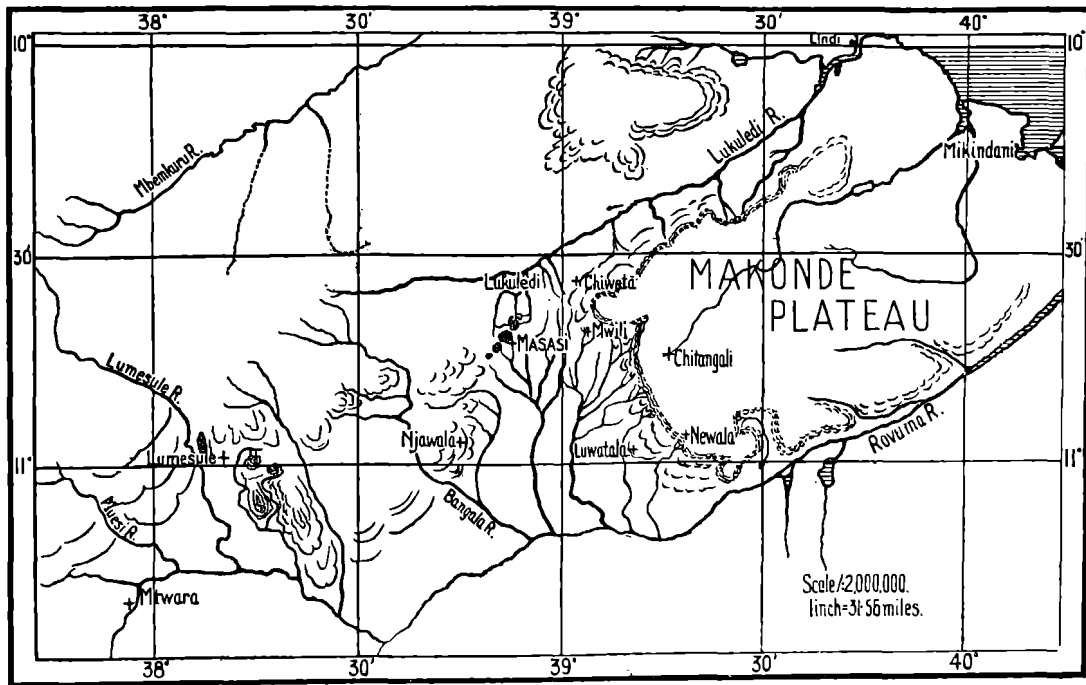 38° 30′ 39° 30′ 40°
10°
Lindi
Mbemkuru R.
Lukuledi R.
Mikindani
30′
30′
Lukuledi
Chiweta
MAKONDE
PLATEAU
Mwili
MASASI
Chitangali
Lumesule R.
Rovuma R.
Njawala
Newala
Luwatala
Lumesule
11°
11°
Bangala R.
Muesi R.
Mtwara
Scale 1:2,000,000.
1 inch = 31·56 miles.
38° 30′ 39° 30′ 40°